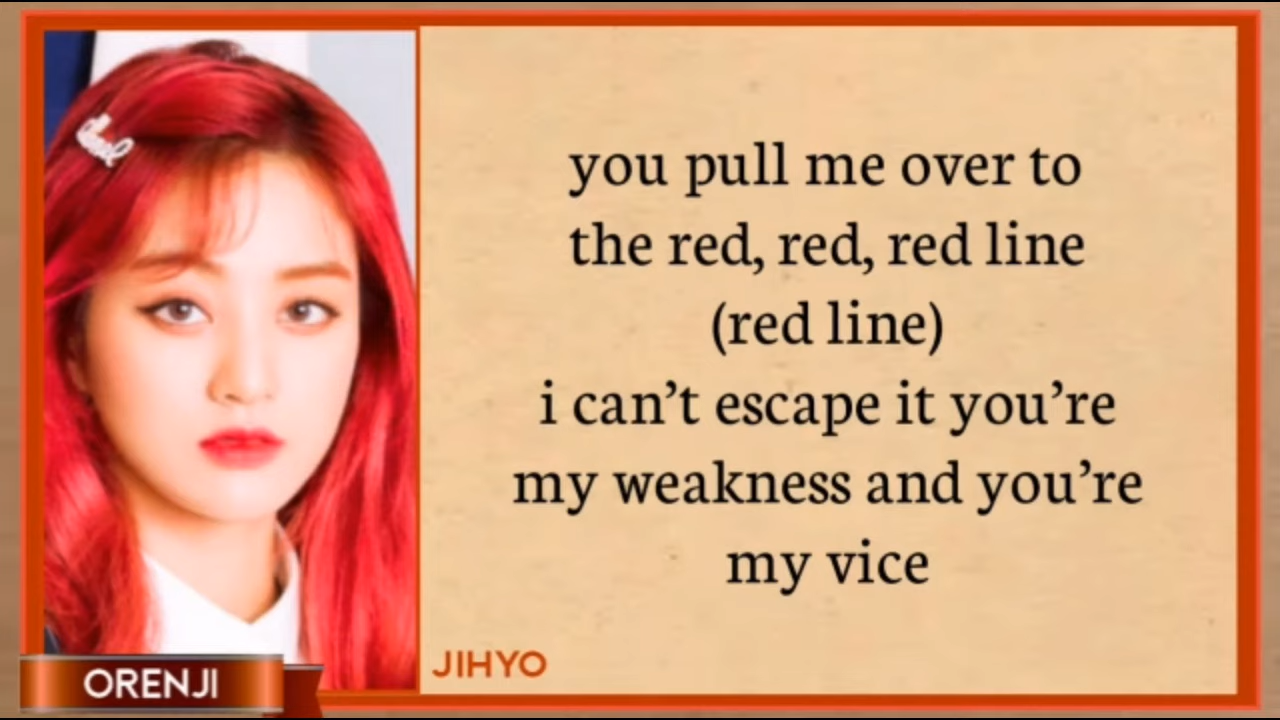 you pull me over to
the red, red, red line
(red line)
i can't escape it you're
my weakness and you're
my vice
JIHYO
ORENJI